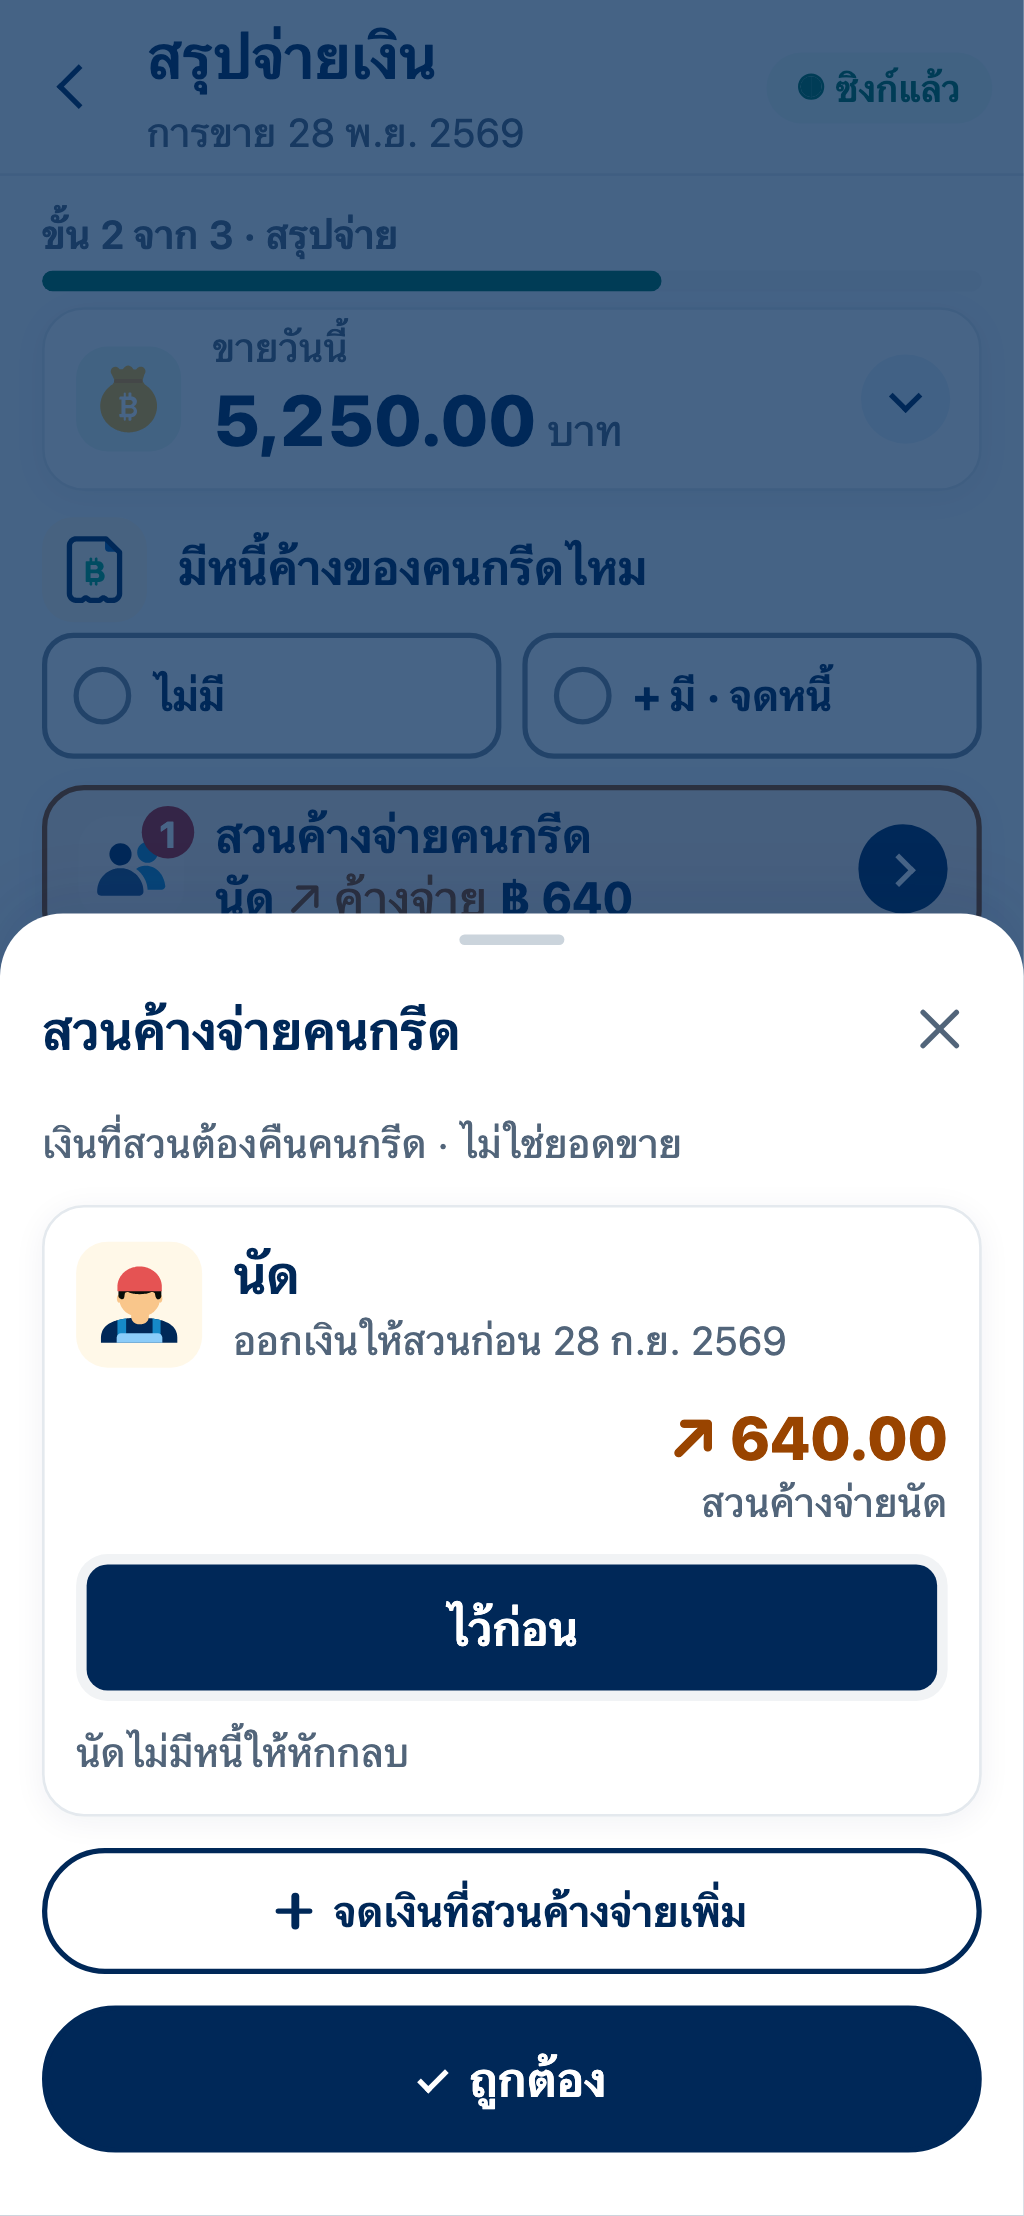 สรุปจ่ายเงิน
การขาย 28 พ.ย. 2569
ซิงก์แล้ว
ขั้น 2 จาก 3 · สรุปจ่าย
ขายวันนี้
5,250.00 บาท
มีหนี้ค้างของคนกรีดไหม
ไม่มี
+ มี · จดหนี้
1
สวนค้างจ่ายคนกรีด
นัด ↗ ค้างจ่าย ฿ 640
สวนค้างจ่ายคนกรีด
เงินที่สวนต้องคืนคนกรีด · ไม่ใช่ยอดขาย
นัด
ออกเงินให้สวนก่อน 28 ก.ย. 2569
↗ 640.00
สวนค้างจ่ายนัด
ไว้ก่อน
นัดไม่มีหนี้ให้หักกลบ
+ จดเงินที่สวนค้างจ่ายเพิ่ม
✓ ถูกต้อง